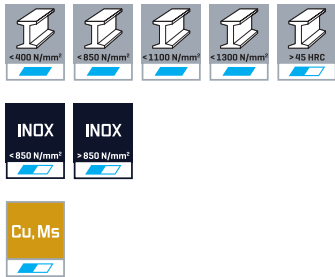 <400 N/mm² <850 N/mm² <1100 N/mm² <1300 N/mm² >45 HRC
INOX INOX
<850 N/mm² >850 N/mm²
Cu, Ms